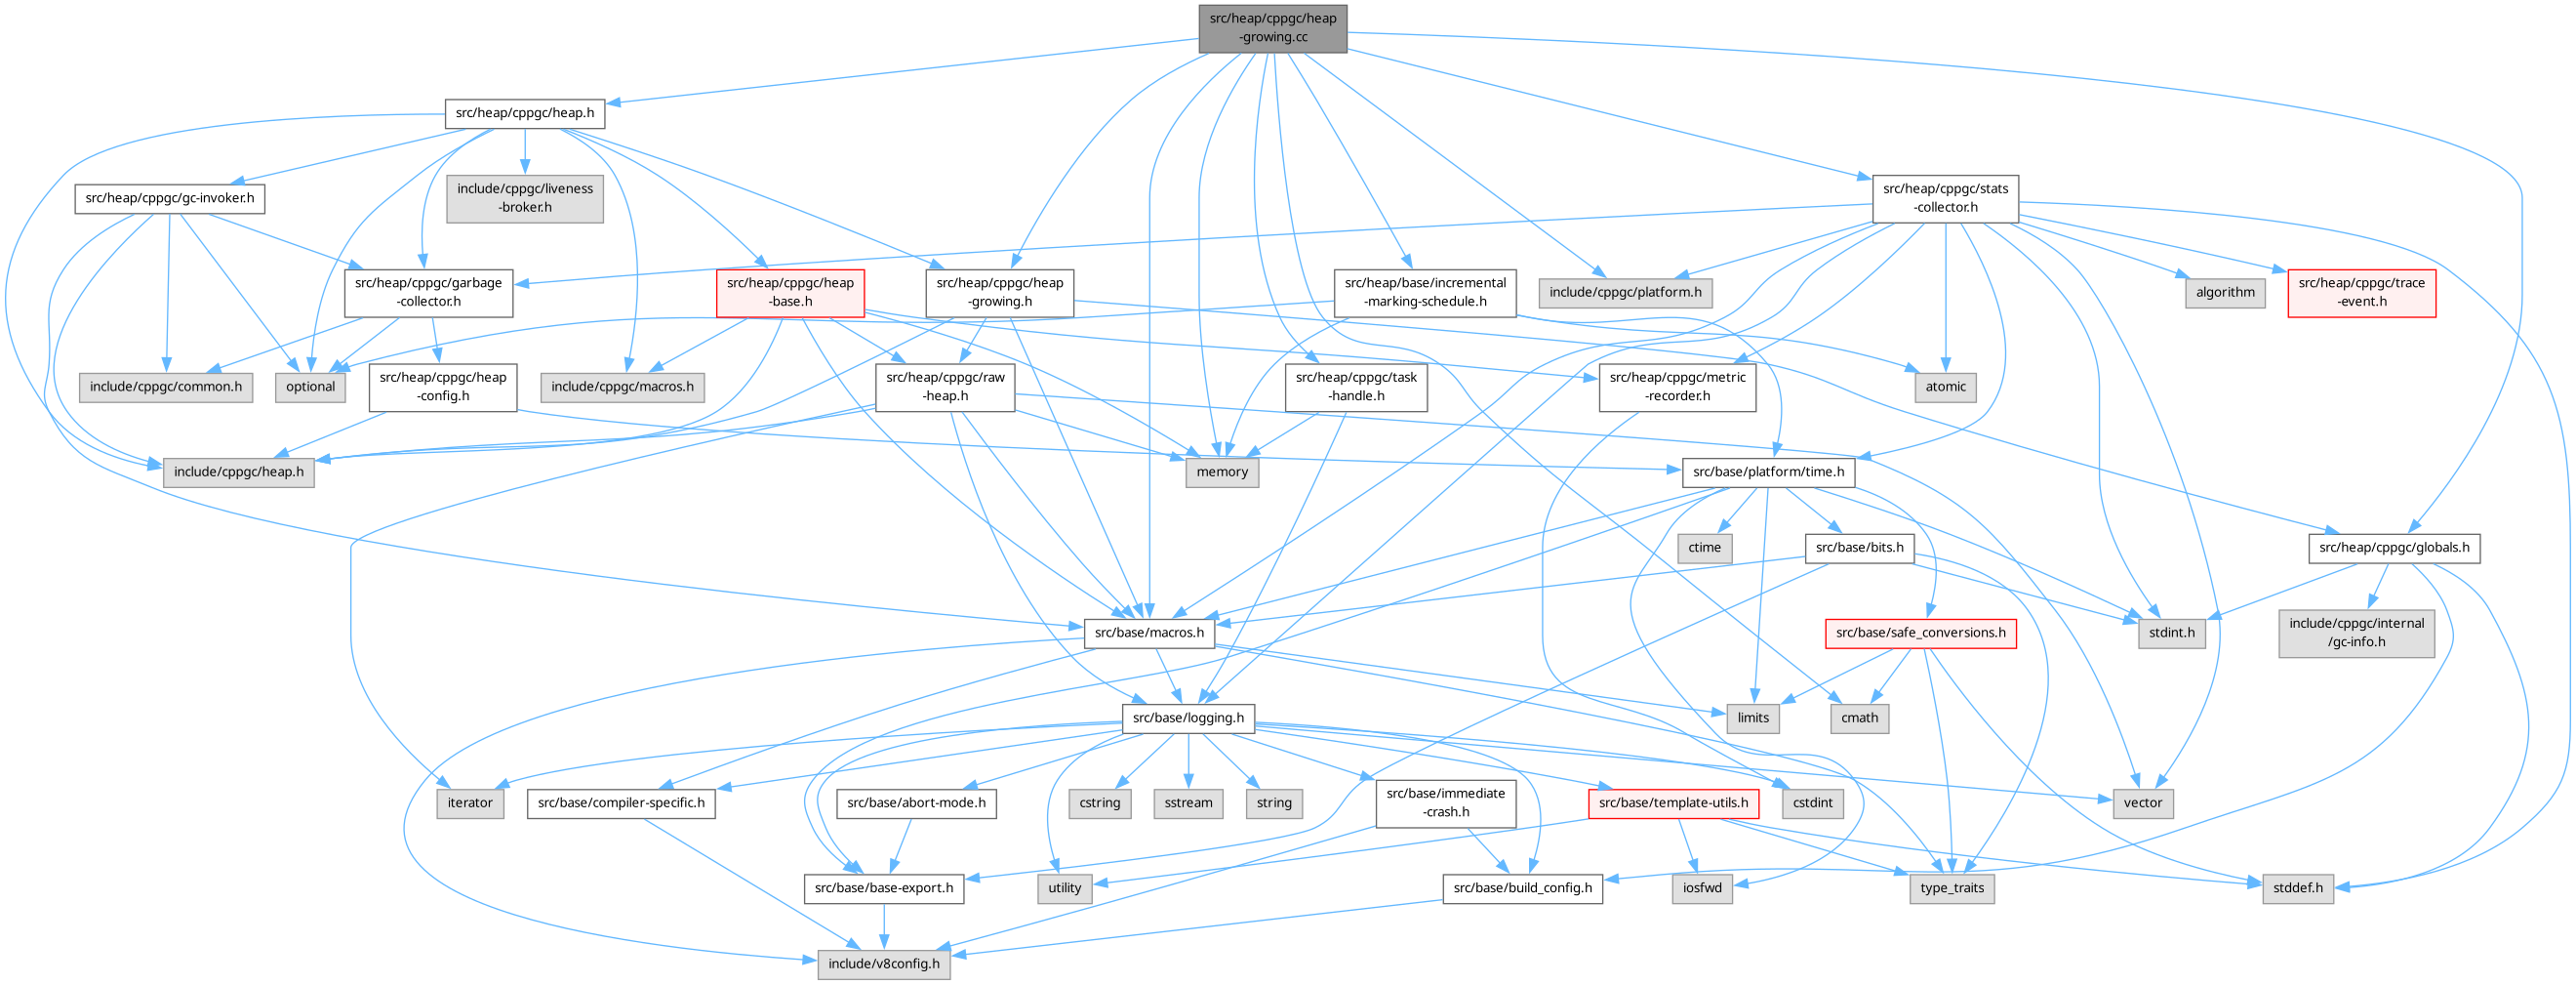 src/heap/cppgc/heap
-growing.cc
src/heap/cppgc/heap.h
src/heap/cppgc/gc-invoker.h
include/cppgc/liveness
-broker.h
src/heap/cppgc/stats
-collector.h
src/heap/cppgc/garbage
-collector.h
src/heap/cppgc/heap
-base.h
src/heap/cppgc/heap
-growing.h
src/heap/base/incremental
-marking-schedule.h
include/cppgc/platform.h
algorithm
src/heap/cppgc/trace
-event.h
include/cppgc/common.h
optional
src/heap/cppgc/heap
-config.h
include/cppgc/macros.h
src/heap/cppgc/raw
-heap.h
src/heap/cppgc/task
-handle.h
src/heap/cppgc/metric
-recorder.h
atomic
include/cppgc/heap.h
memory
src/base/platform/time.h
ctime
src/base/bits.h
src/heap/cppgc/globals.h
src/base/macros.h
src/base/safe_conversions.h
stdint.h
include/cppgc/internal
/gc-info.h
src/base/logging.h
limits
cmath
iterator
src/base/compiler-specific.h
src/base/abort-mode.h
cstring
sstream
string
src/base/immediate
-crash.h
src/base/template-utils.h
cstdint
vector
src/base/base-export.h
utility
src/base/build_config.h
iosfwd
type_traits
stddef.h
include/v8config.h